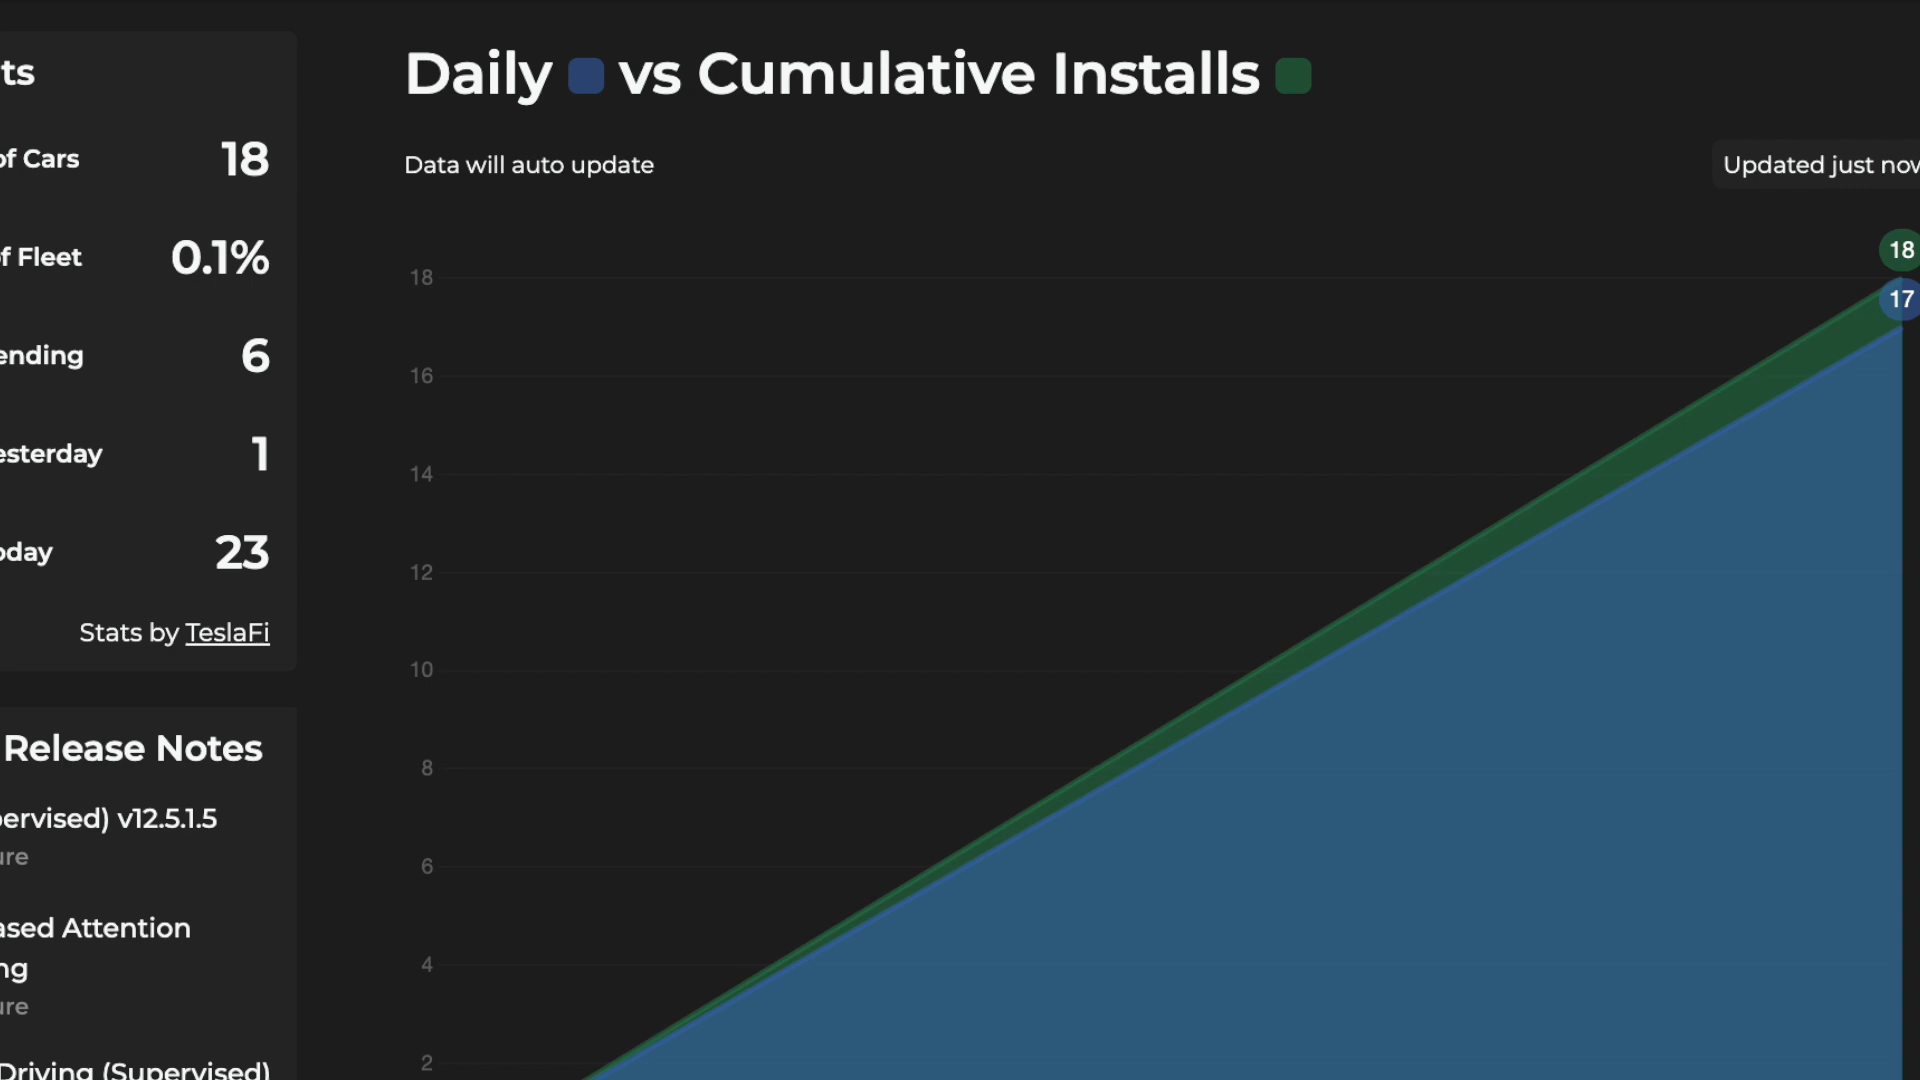 ts
of Cars 18
f Fleet 0.1%
ending 6
esterday 1
oday 23
Stats by TeslaFi
Release Notes
ervised) v12.5.1.5
ure
ased Attention
ng
ure
Driving (Supervised)
Daily vs Cumulative Installs
Data will auto update
Updated just now
18
17
18
16
14
12
10
8
6
4
2